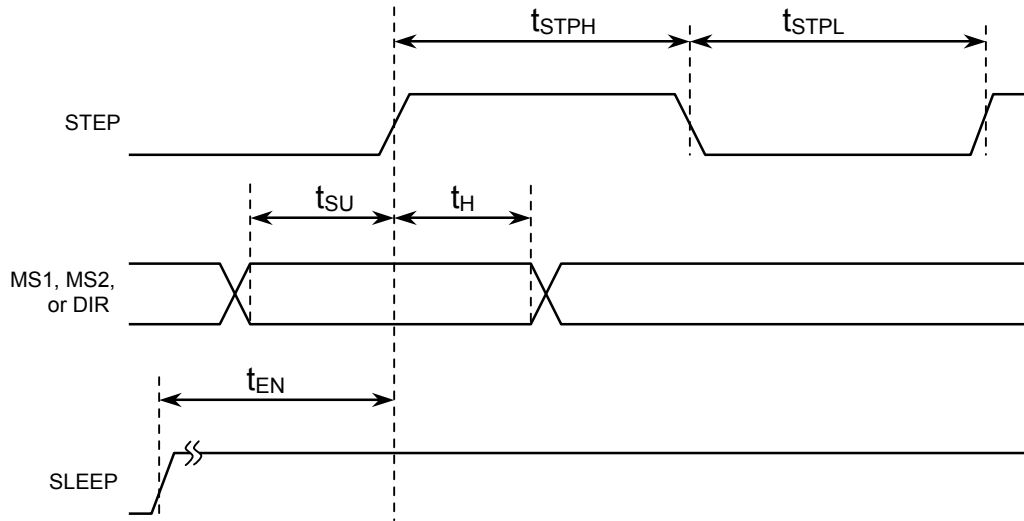 tSTPH
tSTPL
STEP
tSU
tH
MS1, MS2,
or DIR
tEN
SLEEP